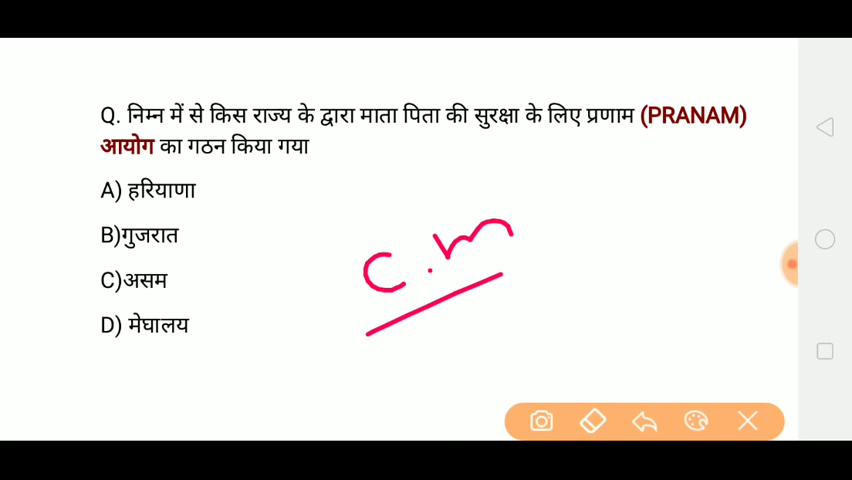 Q. निम्न में से किस राज्य के द्वारा माता पिता की सुरक्षा के लिए प्रणाम (PRANAM)
आयोग का गठन किया गया
A) हरियाणा
B)गुजरात
C)असम
D) मेघालय
C.m